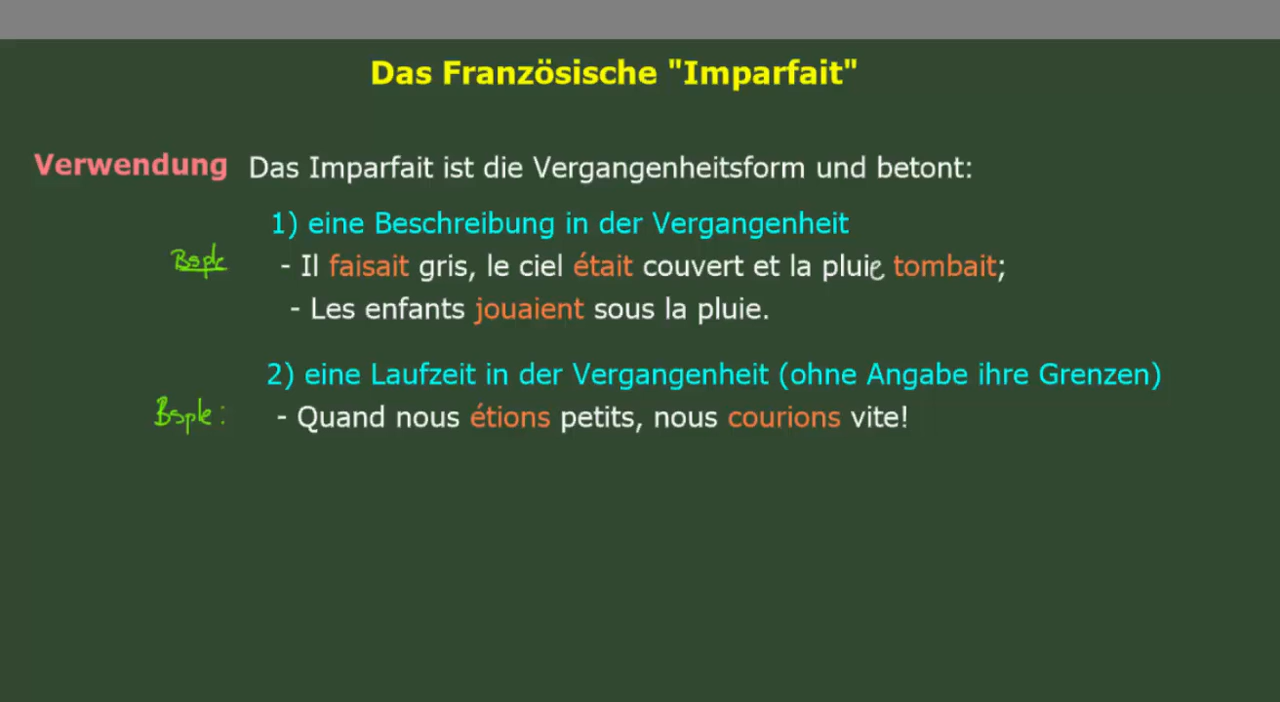 Das Französische "Imparfait"
Verwendung Das Imparfait ist die Vergangenheitsform und betont:
1) eine Beschreibung in der Vergangenheit
Bsple - Il faisait gris, le ciel était couvert et la pluie tombait;
- Les enfants jouaient sous la pluie.
2) eine Laufzeit in der Vergangenheit (ohne Angabe ihre Grenzen)
Bsple: - Quand nous étions petits, nous courions vite!